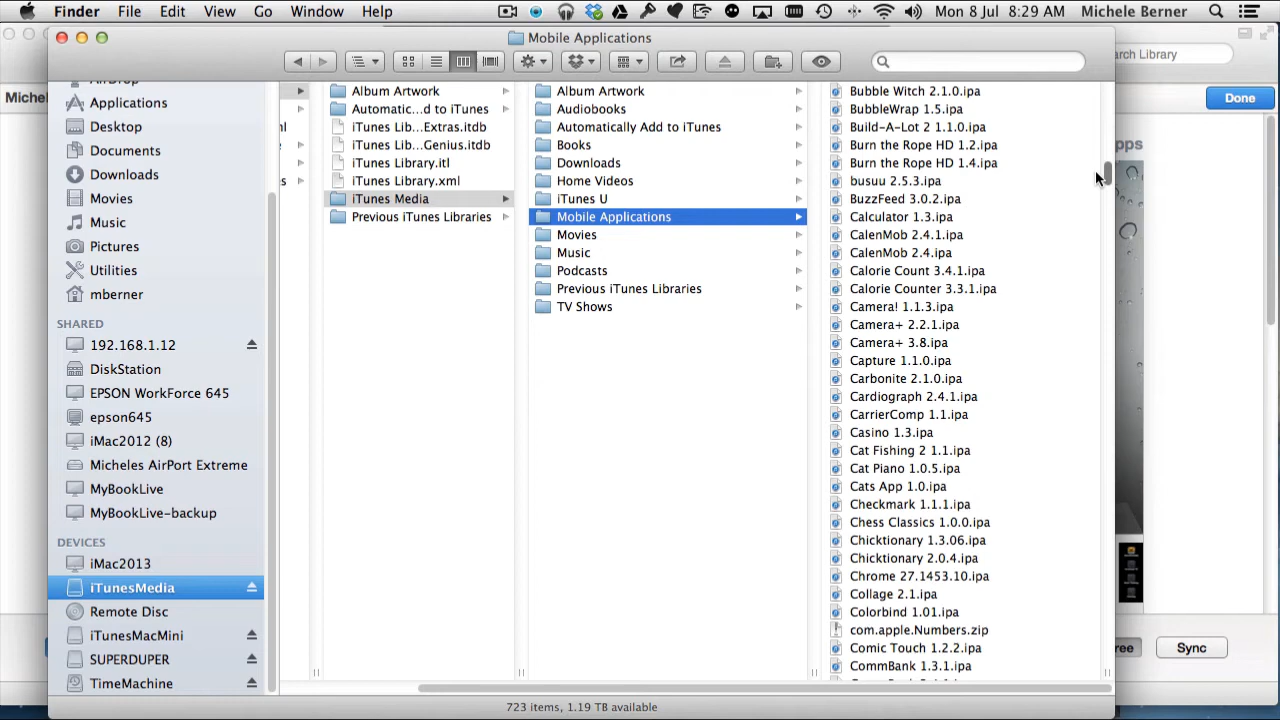 Finder File Edit View Go Window Help Mon 8 Jul 8:29 AM Michele Berner
Mobile Applications
arch Library
Miche
Done
AirDrop
Applications
Desktop
Documents
Downloads
Movies
Music
Pictures
Utilities
mberner
SHARED
192.168.1.12
DiskStation
EPSON WorkForce 645
epson645
iMac2012 (8)
Micheles AirPort Extreme
MyBookLive
MyBookLive-backup
DEVICES
iMac2013
iTunesMedia
Remote Disc
iTunesMacMini
SUPERDUPER
TimeMachine
Album Artwork
Automatic...d to iTunes
iTunes Lib...Extras.itdb
iTunes Lib...Genius.itdb
iTunes Library.itl
iTunes Library.xml
iTunes Media
Previous iTunes Libraries
Album Artwork
Audiobooks
Automatically Add to iTunes
Books
Downloads
Home Videos
iTunes U
Mobile Applications
Movies
Music
Podcasts
Previous iTunes Libraries
TV Shows
Bubble Witch 2.1.0.ipa
BubbleWrap 1.5.ipa
Build-A-Lot 2 1.1.0.ipa
Burn the Rope HD 1.2.ipa
Burn the Rope HD 1.4.ipa
busuu 2.5.3.ipa
BuzzFeed 3.0.2.ipa
Calculator 1.3.ipa
CalenMob 2.4.1.ipa
CalenMob 2.4.ipa
Calorie Count 3.4.1.ipa
Calorie Counter 3.3.1.ipa
Camera! 1.1.3.ipa
Camera+ 2.2.1.ipa
Camera+ 3.8.ipa
Capture 1.1.0.ipa
Carbonite 2.1.0.ipa
Cardiograph 2.4.1.ipa
CarrierComp 1.1.ipa
Casino 1.3.ipa
Cat Fishing 2 1.1.ipa
Cat Piano 1.0.5.ipa
Cats App 1.0.ipa
Checkmark 1.1.1.ipa
Chess Classics 1.0.0.ipa
Chicktionary 1.3.06.ipa
Chicktionary 2.0.4.ipa
Chrome 27.1453.10.ipa
Collage 2.1.ipa
Colorbind 1.01.ipa
com.apple.Numbers.zip
Comic Touch 1.2.2.ipa
CommBank 1.3.1.ipa
pps
ree
Sync
723 items, 1.19 TB available